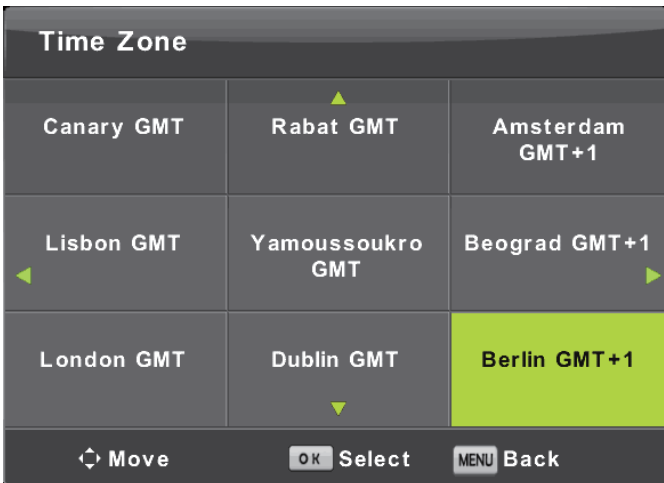 Time Zone
Canary GMT
Rabat GMT
Amsterdam
GMT+1
Lisbon GMT
Yamoussoukro
GMT
Beograd GMT+1
London GMT
Dublin GMT
Berlin GMT+1
Move
OK Select
MENU Back